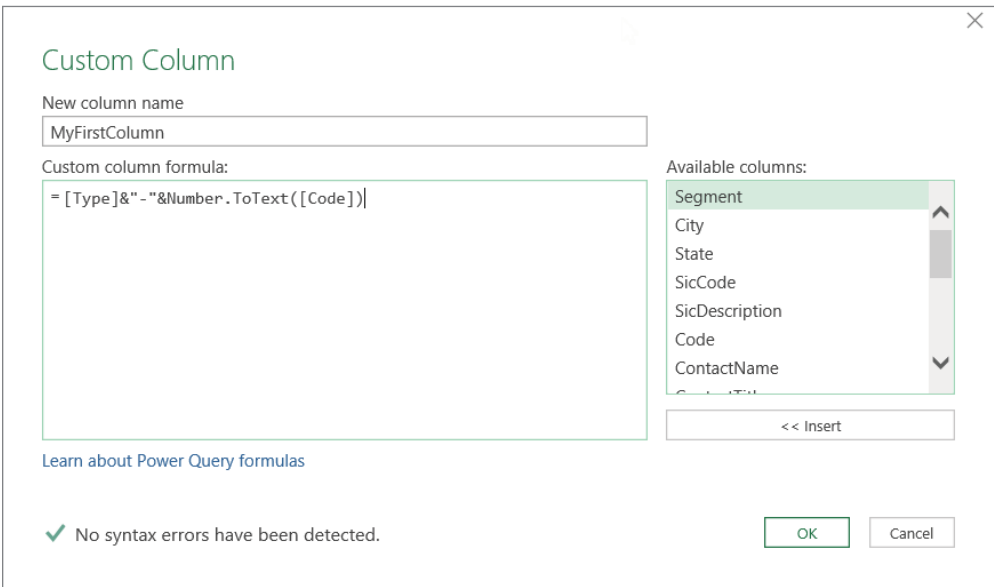 Custom Column
New column name
MyFirstColumn
Custom column formula:
=[Type]&"-"&Number.ToText([Code])
Available columns:
Segment
City
State
SicCode
SicDescription
Code
ContactName
<< Insert
Learn about Power Query formulas
No syntax errors have been detected.
OK
Cancel